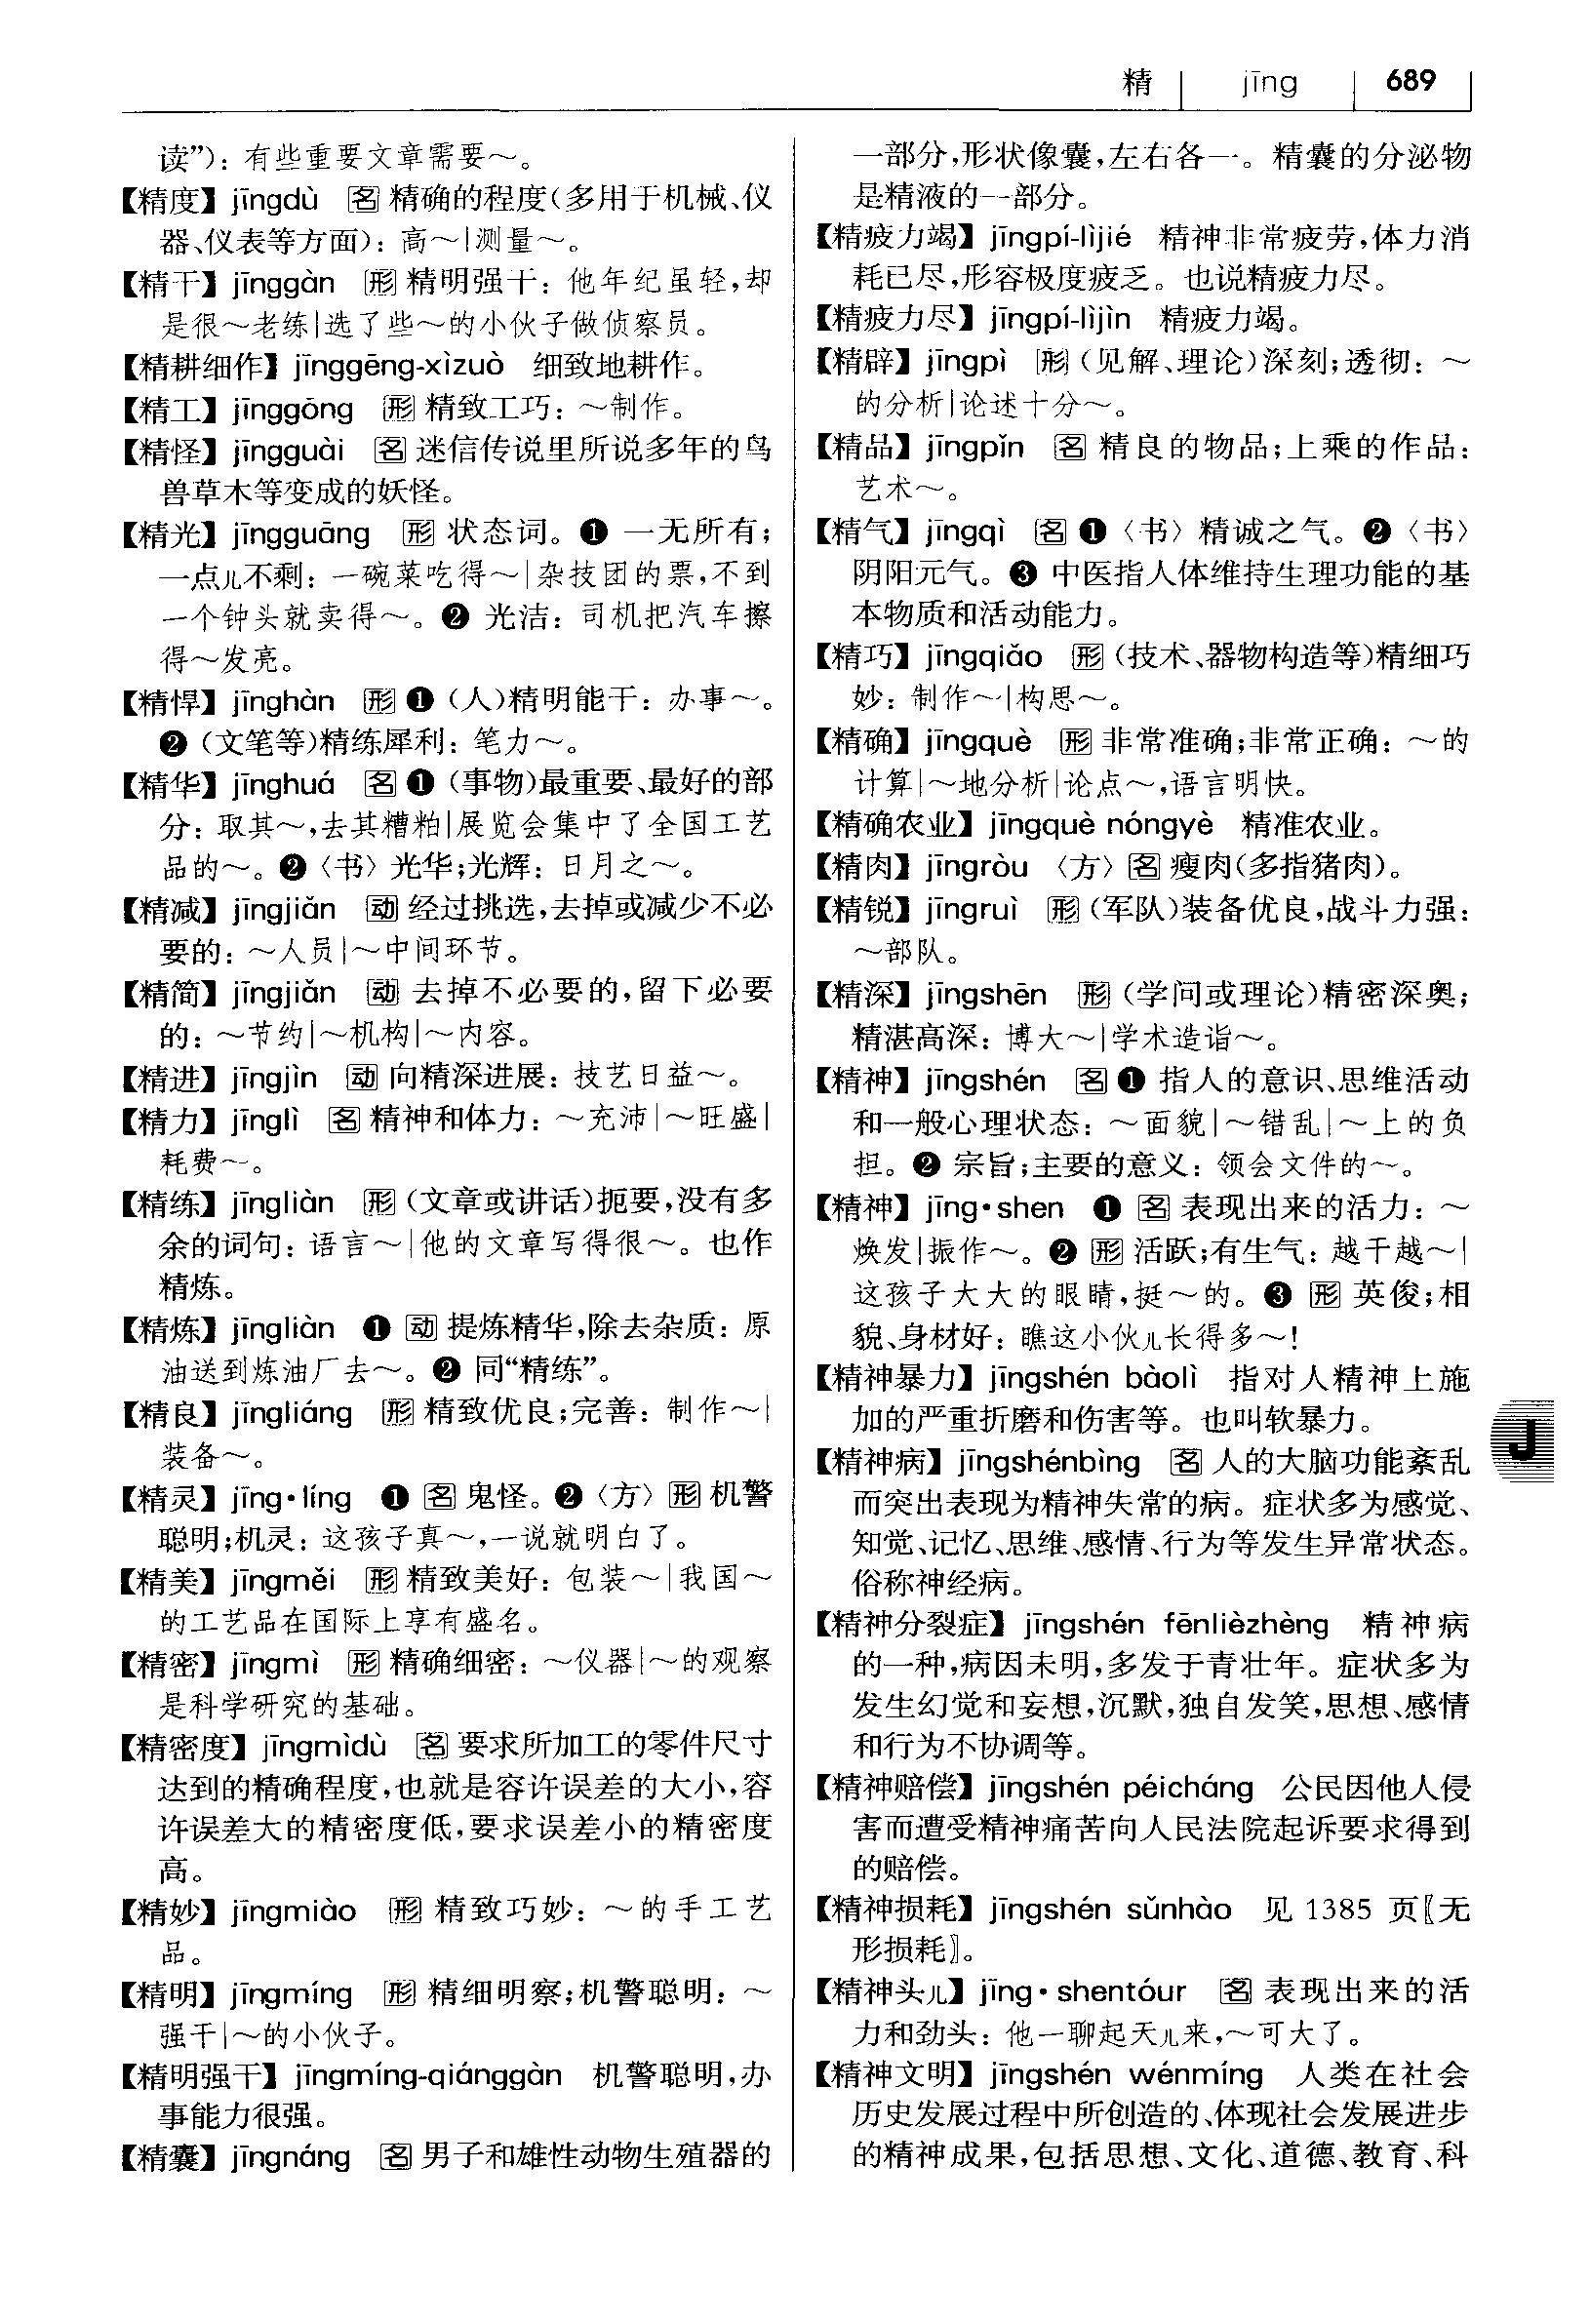 精 jīng 689
读”)：有些重要文章需要～。
【精度】jīngdù 名 精确的程度(多用于机械、仪
器、仪表等方面)：高～|测量～。
【精干】jīnggàn 形 精明强干：他年纪虽轻,却
是很～老练|选了些～的小伙子做侦察员。
【精耕细作】jīnggēng-xìzuò 细致地耕作。
【精工】jīnggōng 形 精致工巧：～制作。
【精怪】jīngguài 名 迷信传说里所说多年的鸟
兽草木等变成的妖怪。
【精光】jīngguāng 形 状态词。❶ 一无所有；
一点儿不剩：一碗菜吃得～|杂技团的票,不到
一个钟头就卖得～。❷ 光洁：司机把汽车擦
得～发亮。
【精悍】jīnghàn 形 ❶ (人)精明能干：办事～。
❷ (文笔等)精练犀利：笔力～。
【精华】jīnghuá 名 ❶ (事物)最重要、最好的部
分：取其～,去其糟粕|展览会集中了全国工艺
品的～。❷〈书〉光华;光辉：日月之～。
【精减】jīngjiǎn 动 经过挑选,去掉或减少不必
要的：～人员|～中间环节。
【精简】jīngjiǎn 动 去掉不必要的,留下必要
的：～节约|～机构|～内容。
【精进】jīngjìn 动 向精深进展：技艺日益～。
【精力】jīnglì 名 精神和体力：～充沛|～旺盛|
耗费～。
【精练】jīngliàn 形 (文章或讲话)扼要,没有多
余的词句：语言～|他的文章写得很～。也作
精炼。
【精炼】jīngliàn ❶ 动 提炼精华,除去杂质：原
油送到炼油厂去～。❷ 同“精练”。
【精良】jīngliáng 形 精致优良;完善：制作～|
装备～。
【精灵】jīng·líng ❶ 名 鬼怪。❷〈方〉形 机警
聪明;机灵：这孩子真～,一说就明白了。
【精美】jīngměi 形 精致美好：包装～|我国～
的工艺品在国际上享有盛名。
【精密】jīngmì 形 精确细密：～仪器|～的观察
是科学研究的基础。
【精密度】jīngmìdù 名 要求所加工的零件尺寸
达到的精确程度,也就是容许误差的大小,容
许误差大的精密度低,要求误差小的精密度
高。
【精妙】jīngmiào 形 精致巧妙：～的手工艺
品。
【精明】jīngmíng 形 精细明察;机警聪明：～
强干|～的小伙子。
【精明强干】jīngmíng-qiánggàn 机警聪明,办
事能力很强。
【精囊】jīngnáng 名 男子和雄性动物生殖器的
一部分,形状像囊,左右各一。精囊的分泌物
是精液的一部分。
【精疲力竭】jīngpí-lìjié 精神非常疲劳,体力消
耗已尽,形容极度疲乏。也说精疲力尽。
【精疲力尽】jīngpí-lìjìn 精疲力竭。
【精辟】jīngpì 形 (见解、理论)深刻;透彻：～
的分析|论述十分～。
【精品】jīngpǐn 名 精良的物品;上乘的作品：
艺术～。
【精气】jīngqì 名 ❶〈书〉精诚之气。❷〈书〉
阴阳元气。❸ 中医指人体维持生理功能的基
本物质和活动能力。
【精巧】jīngqiǎo 形 (技术、器物构造等)精细巧
妙：制作～|构思～。
【精确】jīngquè 形 非常准确;非常正确：～的
计算|～地分析|论点～,语言明快。
【精确农业】jīngquè nóngyè 精准农业。
【精肉】jīngròu 〈方〉名 瘦肉(多指猪肉)。
【精锐】jīngruì 形 (军队)装备优良,战斗力强：
～部队。
【精深】jīngshēn 形 (学问或理论)精密深奥;
精湛高深：博大～|学术造诣～。
【精神】jīngshén 名 ❶ 指人的意识、思维活动
和一般心理状态：～面貌|～错乱|～上的负
担。❷ 宗旨;主要的意义：领会文件的～。
【精神】jīng·shen ❶ 名 表现出来的活力：～
焕发|振作～。❷ 形 活跃;有生气：越干越～|
这孩子大大的眼睛,挺～的。❸ 形 英俊;相
貌、身材好：瞧这小伙儿长得多～!
【精神暴力】jīngshén bàolì 指对人精神上施
加的严重折磨和伤害等。也叫软暴力。
【精神病】jīngshénbìng 名 人的大脑功能紊乱
而突出表现为精神失常的病。症状多为感觉、
知觉、记忆、思维、感情、行为等发生异常状态。
俗称神经病。
【精神分裂症】jīngshén fēnlièzhèng 精神病
的一种,病因未明,多发于青壮年。症状多为
发生幻觉和妄想,沉默,独自发笑,思想、感情
和行为不协调等。
【精神赔偿】jīngshén péicháng 公民因他人侵
害而遭受精神痛苦向人民法院起诉要求得到
的赔偿。
【精神损耗】jīngshén sǔnhào 见 1385 页〖无
形损耗〗。
【精神头儿】jīng·shentóur 名 表现出来的活
力和劲头：他一聊起天儿来,～可大了。
【精神文明】jīngshén wénmíng 人类在社会
历史发展过程中所创造的、体现社会发展进步
的精神成果,包括思想、文化、道德、教育、科
J